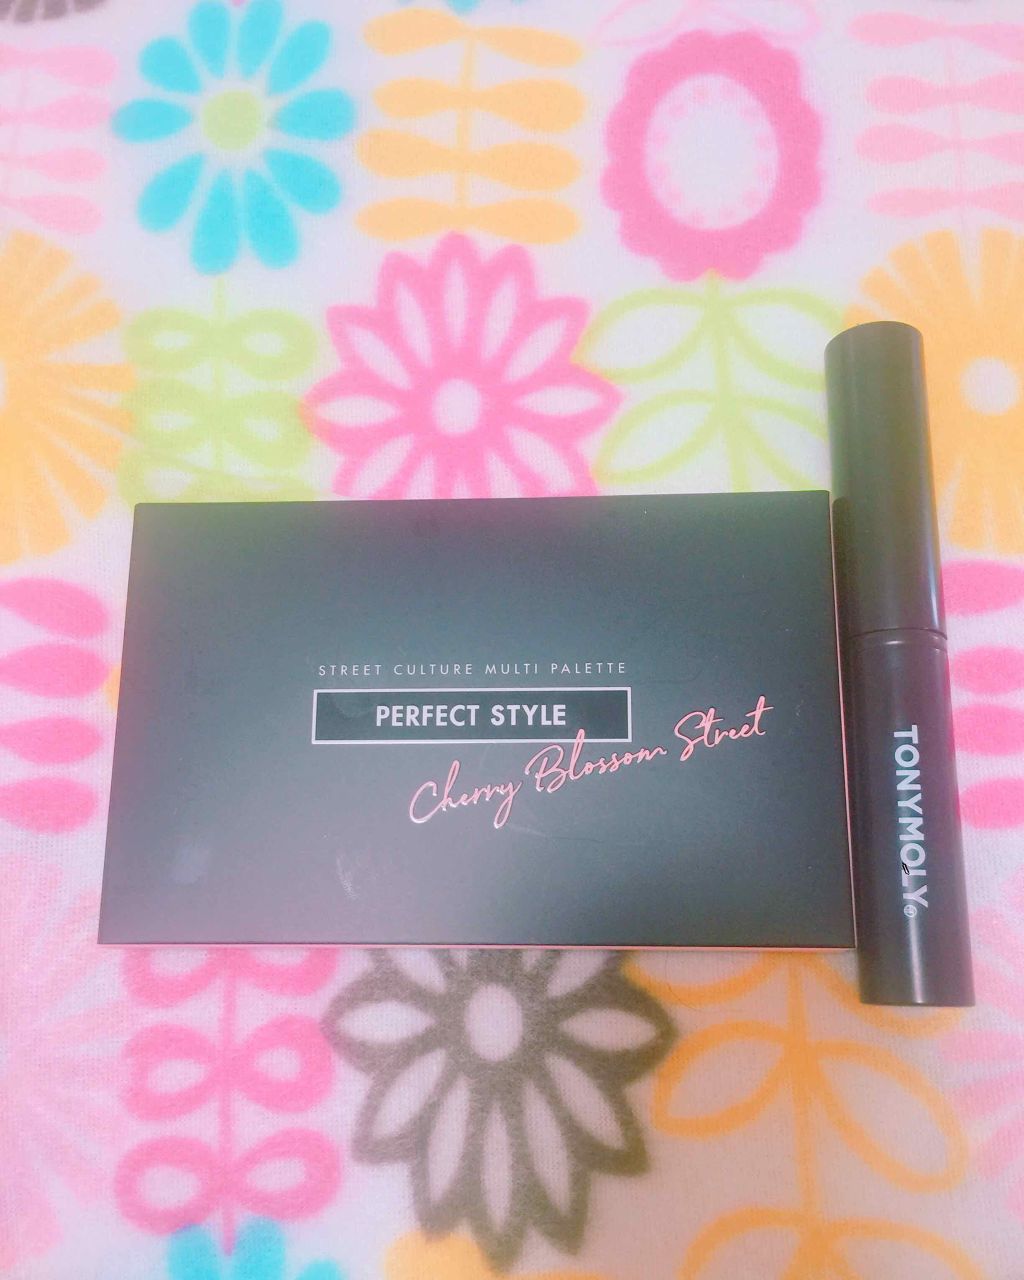 STREET CULTURE MULTI PALETTE
PERFECT STYLE
Cherry Blossom Street
TONYMOLY